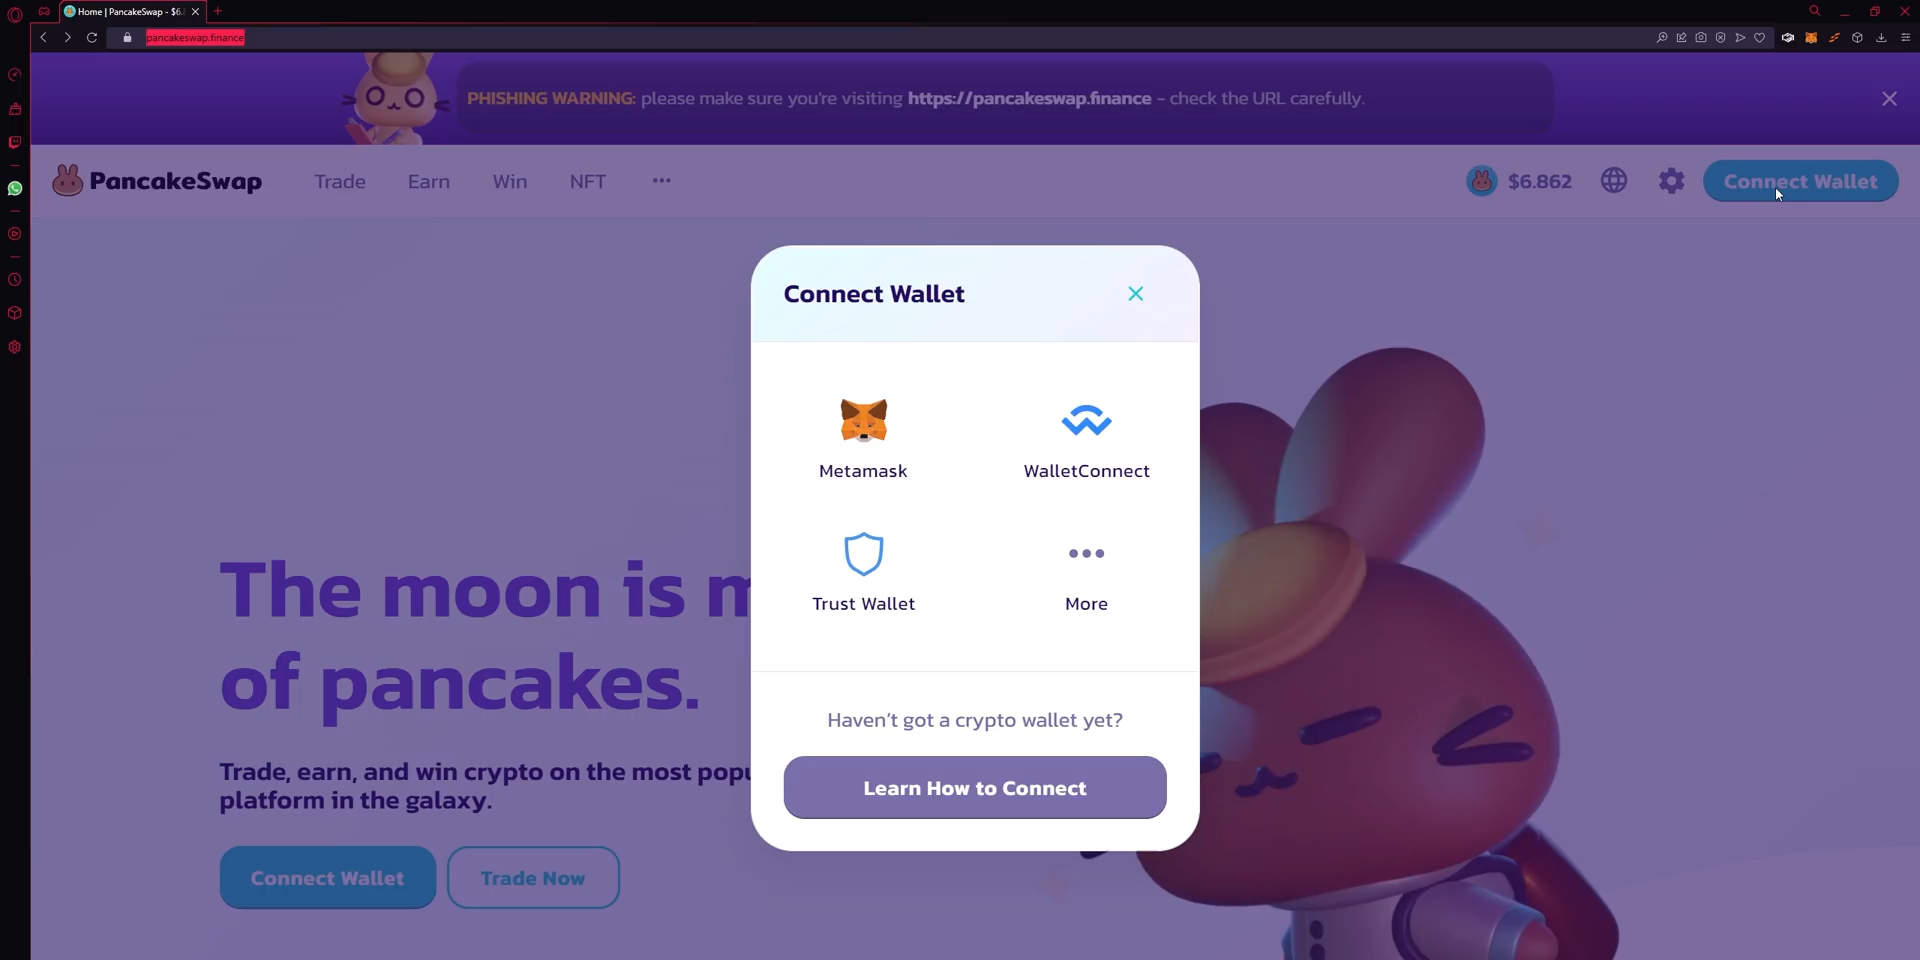 Home | PancakeSwap - $6.
pancakeswap.finance
PHISHING WARNING: please make sure you're visiting https://pancakeswap.finance - check the URL carefully.
PancakeSwap
Trade
Earn
Win
NFT
$6.862
Connect Wallet
Connect Wallet
Metamask
WalletConnect
Trust Wallet
More
Haven't got a crypto wallet yet?
Learn How to Connect
The moon is m
of pancakes.
Trade, earn, and win crypto on the most popu
platform in the galaxy.
Connect Wallet
Trade Now